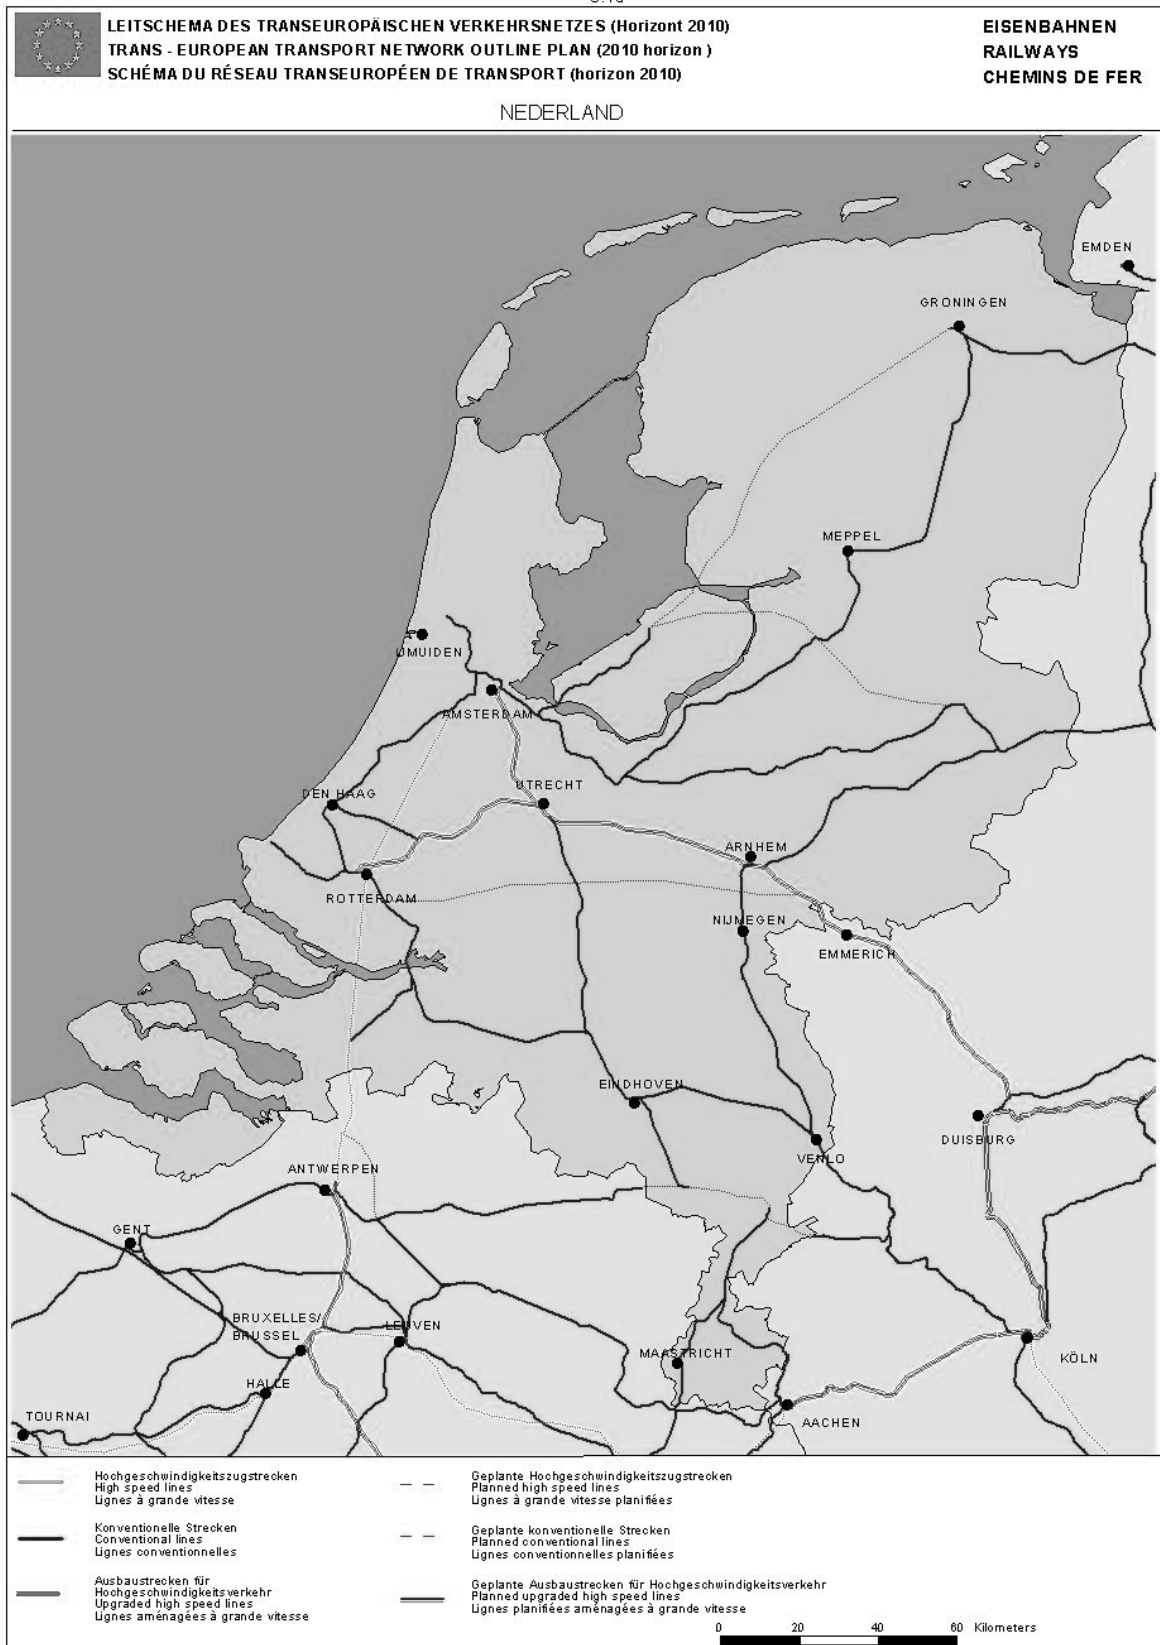 LEITSCHEMA DES TRANSEUROPÄISCHEN VERKEHRSNETZES (Horizont 2010)
TRANS - EUROPEAN TRANSPORT NETWORK OUTLINE PLAN (2010 horizon )
SCHÉMA DU RÉSEAU TRANSEUROPÉEN DE TRANSPORT (horizon 2010)
EISENBAHNEN
RAILWAYS
CHEMINS DE FER
NEDERLAND
EMDEN
GRONINGEN
MEPPEL
IJMUIDEN
AMSTERDAM
DEN HAAG
UTRECHT
ARNHEM
ROTTERDAM
NIJMEGEN
EMMERICH
EINDHOVEN
DUISBURG
VENLO
ANTWERPEN
GENT
BRUXELLES/
BRUSSEL
LEUVEN
MAASTRICHT
KÖLN
HALLE
TOURNAI
AACHEN
Hochgeschwindigkeitszugstrecken
High speed lines
Lignes à grande vitesse
Konventionelle Strecken
Conventional lines
Lignes conventionnelles
Ausbaustrecken für
Hochgeschwindigkeitsverkehr
Upgraded high speed lines
Lignes aménagées à grande vitesse
Geplante Hochgeschwindigkeitszugstrecken
Planned high speed lines
Lignes à grande vitesse planifiées
Geplante konventionelle Strecken
Planned conventional lines
Lignes conventionnelles planifiées
Geplante Ausbaustrecken für Hochgeschwindigkeitsverkehr
Planned upgraded high speed lines
Lignes planifiées aménagées à grande vitesse
0 20 40 60 Kilometers